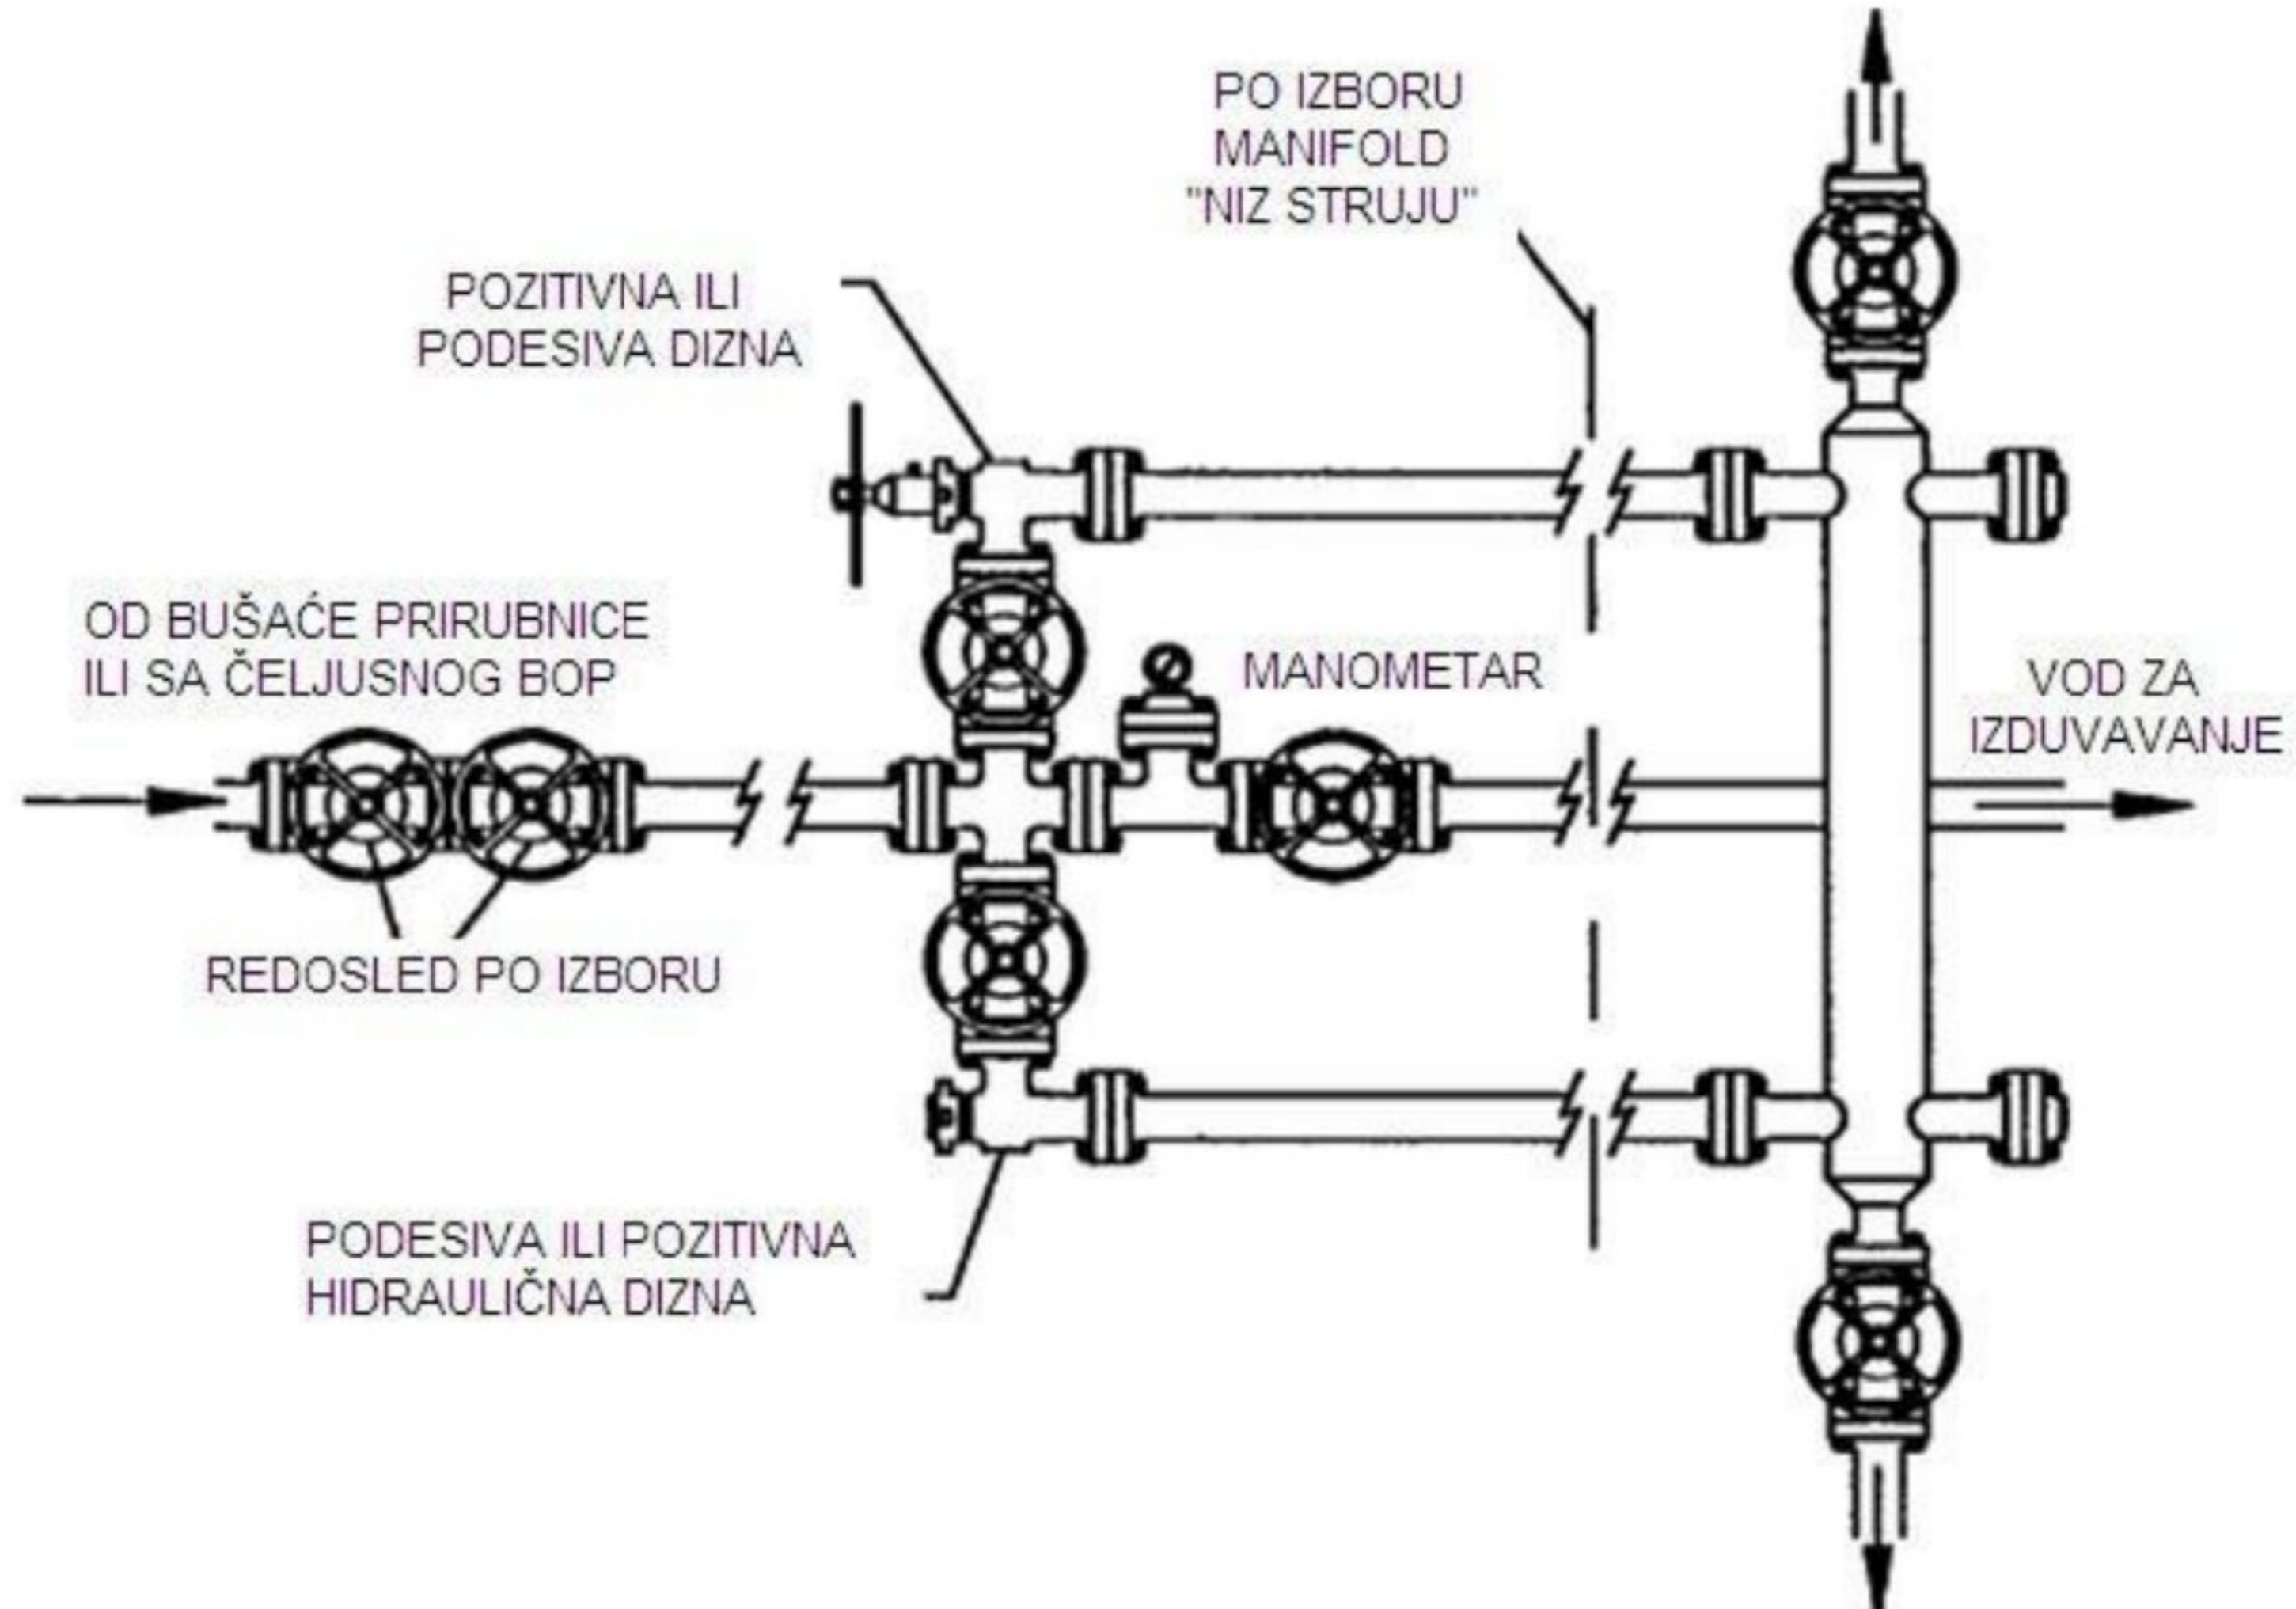 PO IZBORU
MANIFOLD
"NIZ STRUJU"
POZITIVNA ILI
PODESIVA DIZNA
OD BUŠAĆE PRIRUBNICE
ILI SA ČELJUSNOG BOP
MANOMETAR
VOD ZA
IZDUVAVANJE
REDOSLED PO IZBORU
PODESIVA ILI POZITIVNA
HIDRAULIČNA DIZNA